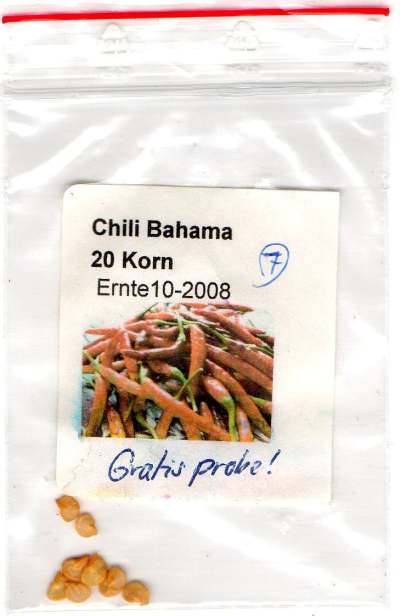 Chili Bahama
20 Korn
7
Ernte10-2008
Gratis probe!